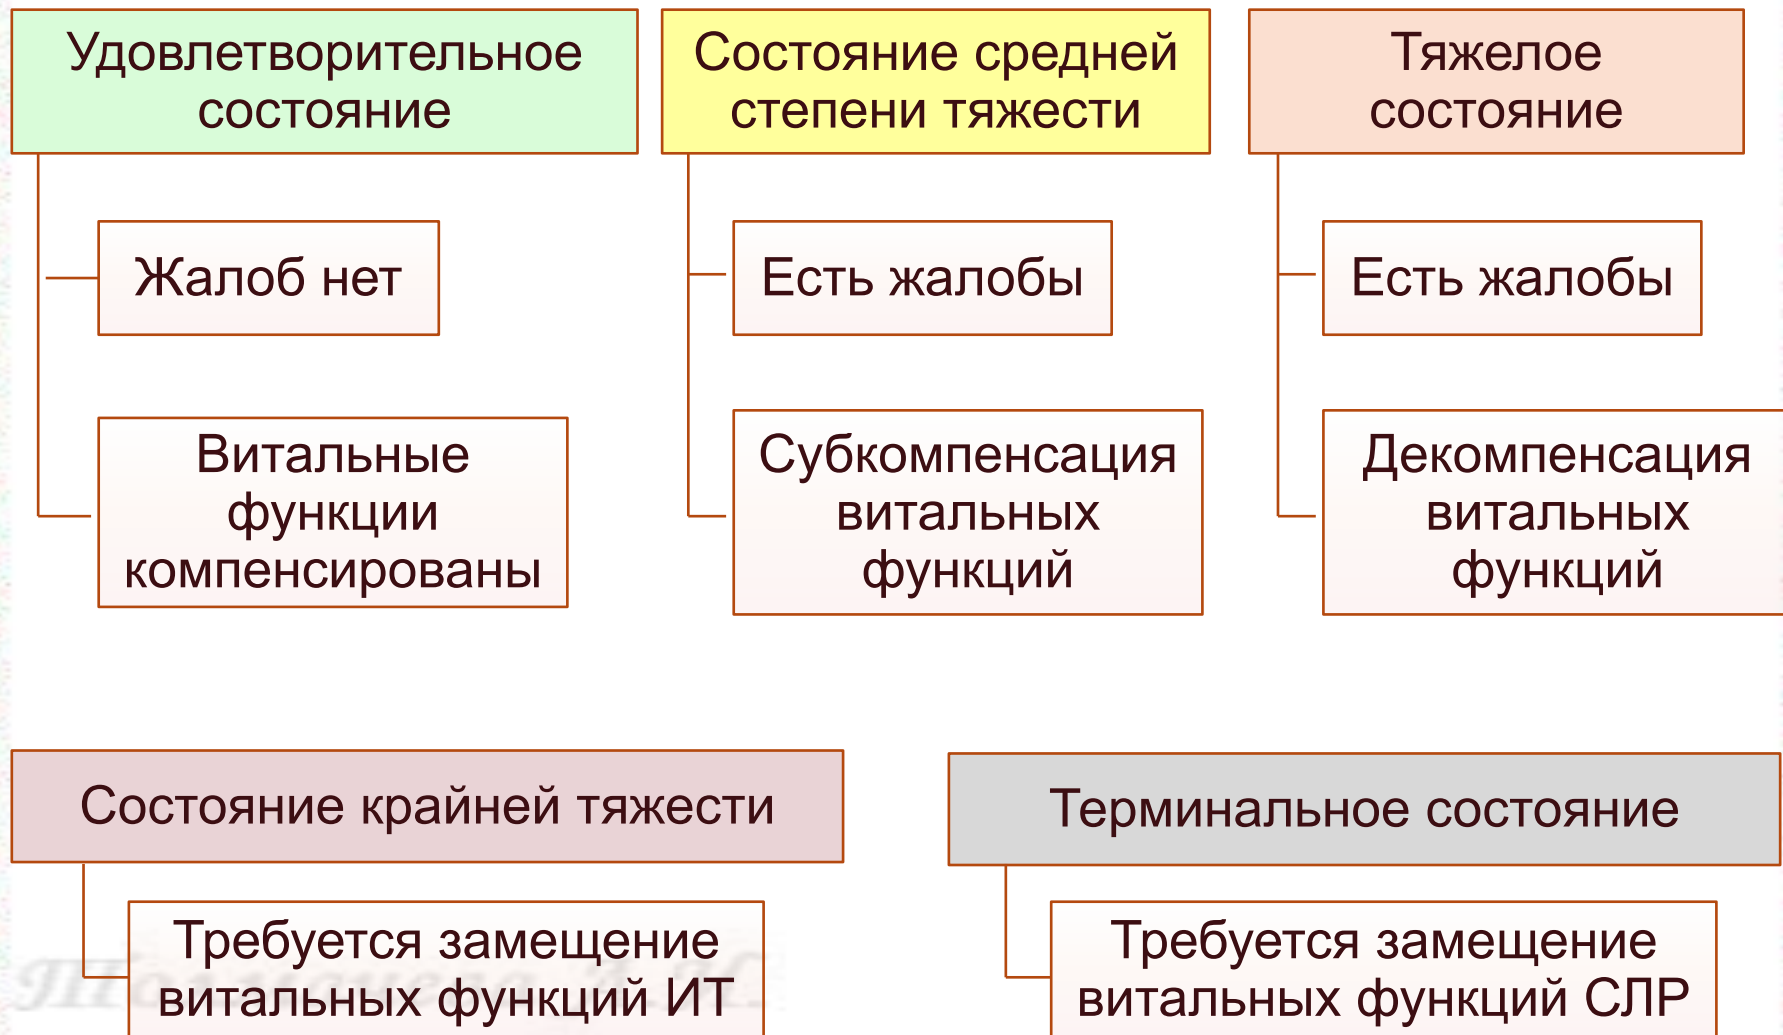 Удовлетворительное
состояние
Жалоб нет
Витальные
функции
компенсированы
Состояние средней
степени тяжести
Есть жалобы
Субкомпенсация
витальных
функций
Тяжелое
состояние
Есть жалобы
Декомпенсация
витальных
функций
Состояние крайней тяжести
Требуется замещение
витальных функций ИТ
Терминальное состояние
Требуется замещение
витальных функций СЛР